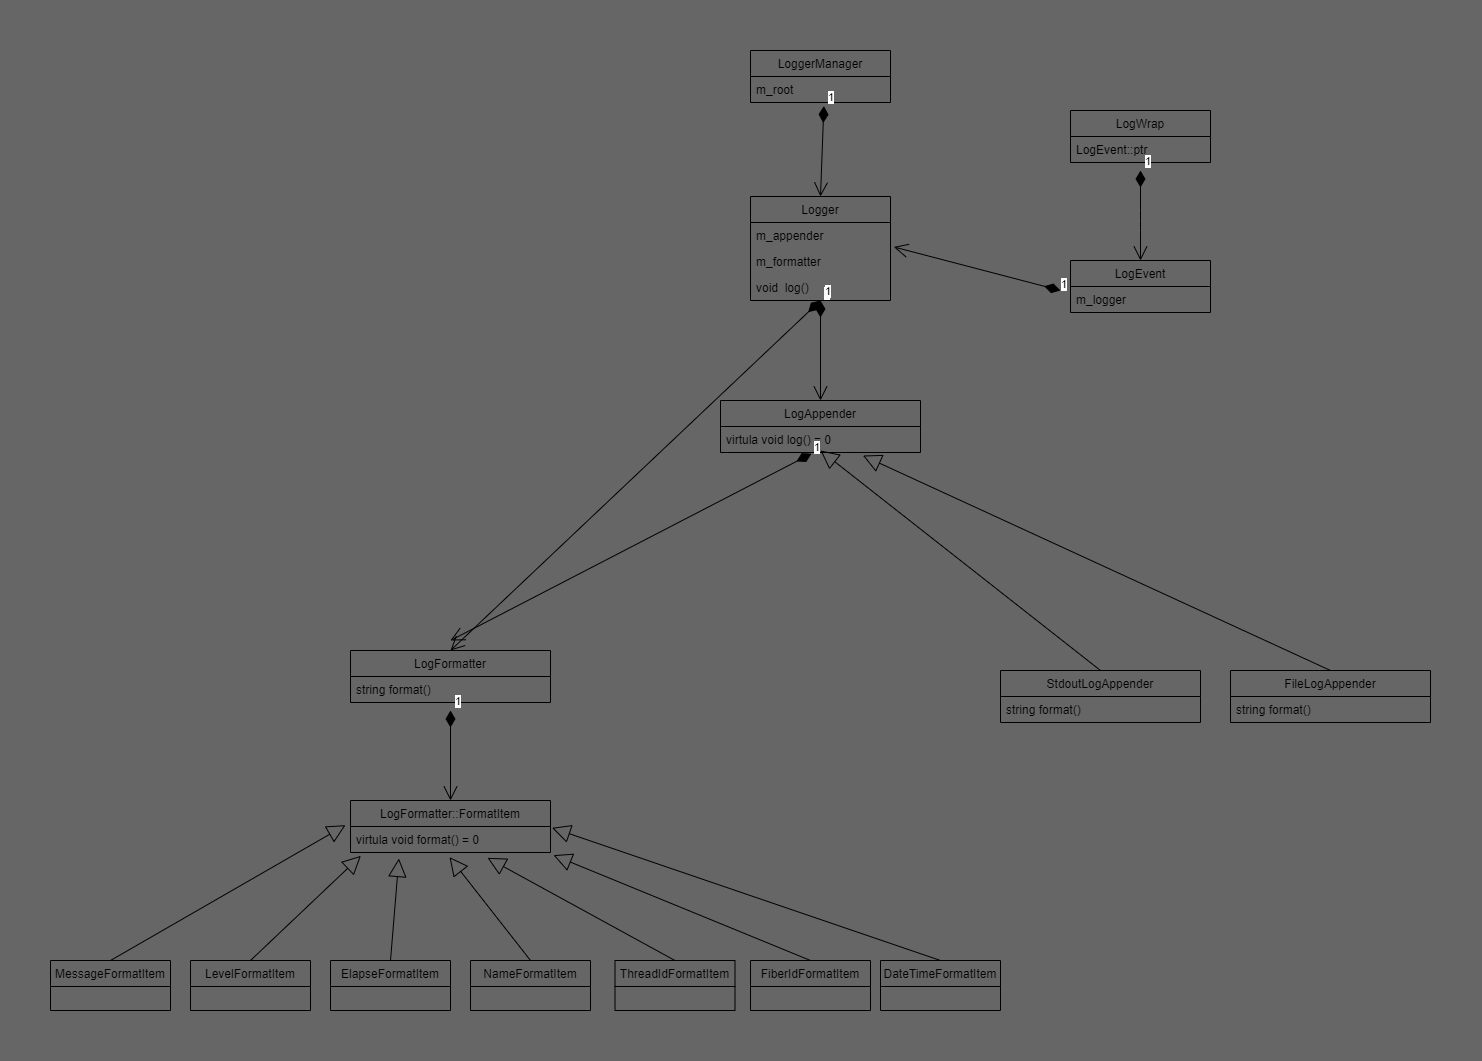 LoggerManager
m_root
1
LogWrap
LogEvent::ptr
1
Logger
m_appender
m_formatter
void  log()
1
LogEvent
m_logger
1
LogAppender
virtula void log() = 0
1
LogFormatter
string format()
1
StdoutLogAppender
string format()
FileLogAppender
string format()
LogFormatter::FormatItem
virtula void format() = 0
MessageFormatItem
LevelFormatItem
ElapseFormatItem
NameFormatItem
ThreadIdFormatItem
FiberIdFormatItem
DateTimeFormatItem